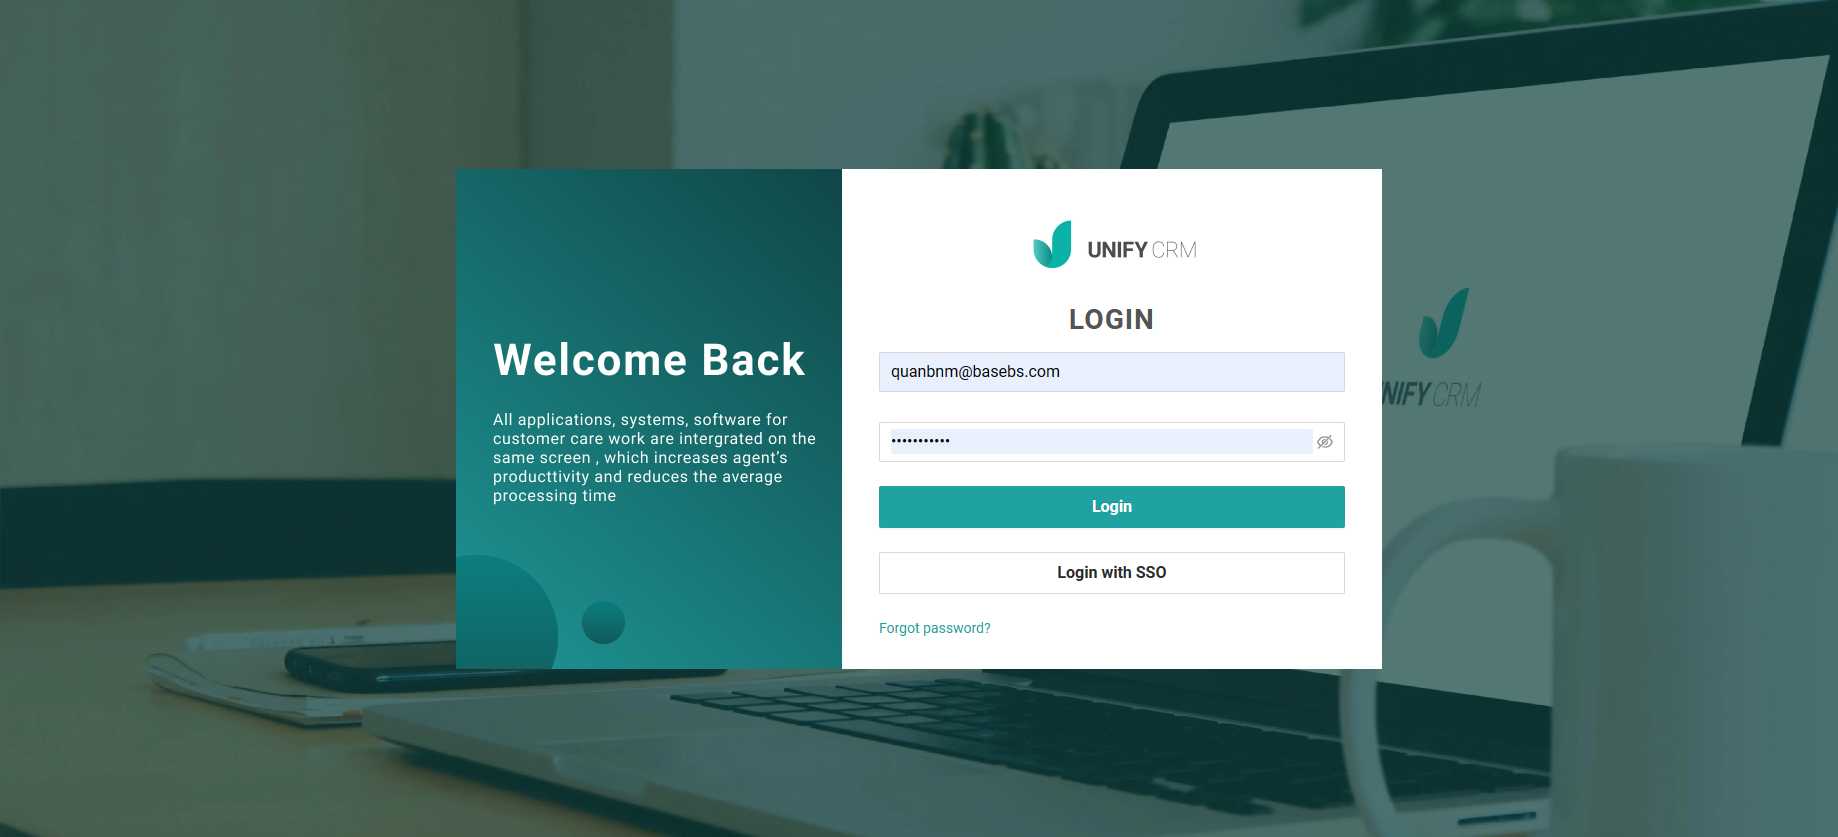 Welcome Back
All applications, systems, software for
customer care work are intergrated on the
same screen , which increases agent's
producttivity and reduces the average
processing time
UNIFY CRM
LOGIN
quanbnm@basebs.com
•••••••••••
Login
Login with SSO
Forgot password?
NIFY CRM